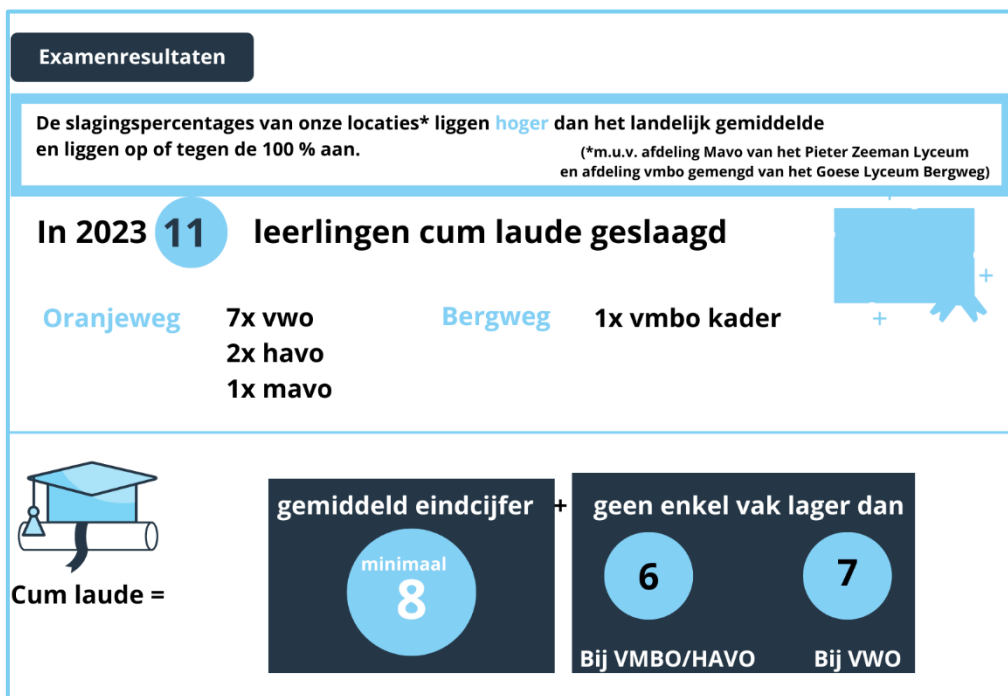 Examenresultaten
De slagingspercentages van onze locaties* liggen hoger dan het landelijk gemiddelde
en liggen op of tegen de 100 % aan.
(*m.u.v. afdeling Mavo van het Pieter Zeeman Lyceum
en afdeling vmbo gemengd van het Goese Lyceum Bergweg)
In 2023 11 leerlingen cum laude geslaagd
Oranjeweg 7x vwo
2x havo
1x mavo
Bergweg 1x vmbo kader
Cum laude =
gemiddeld eindcijfer
minimaal
8
+
geen enkel vak lager dan
6 7
Bij VMBO/HAVO Bij VWO